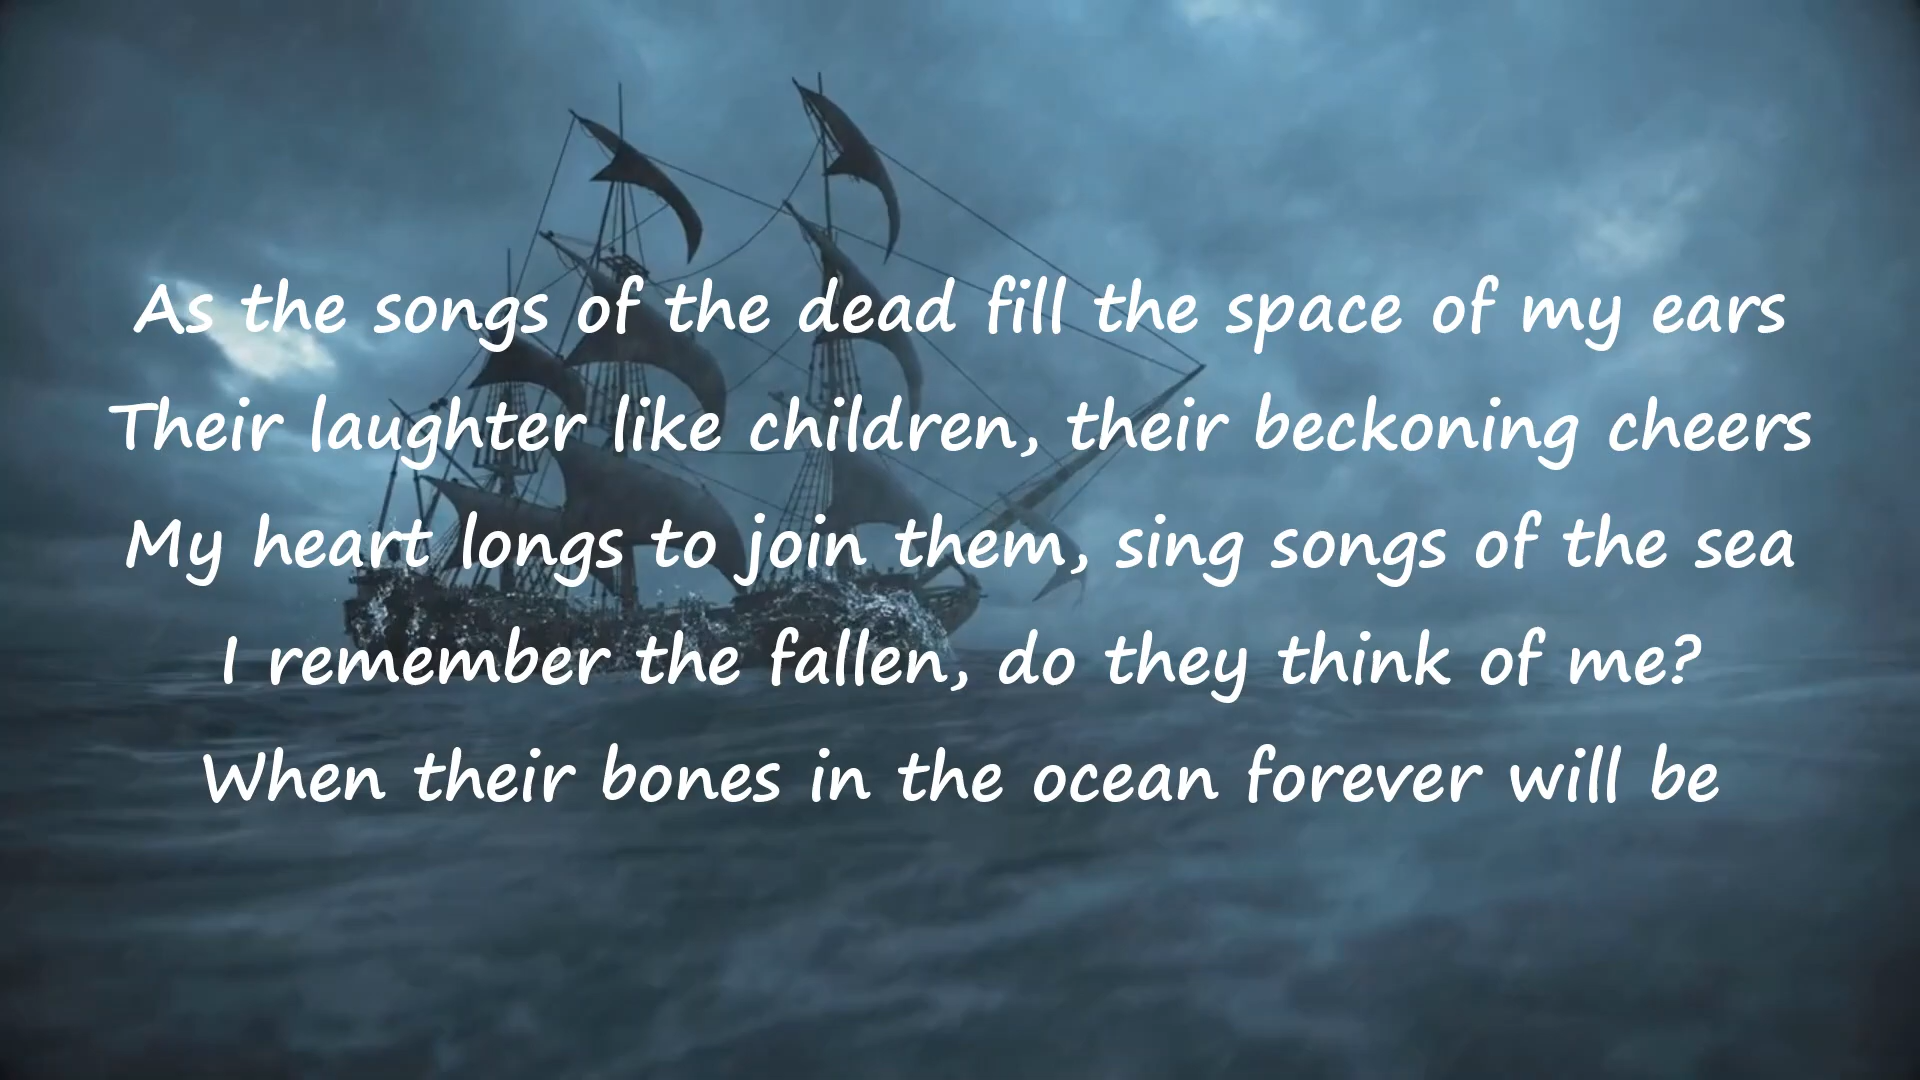 As the songs of the dead fill the space of my ears
Their laughter like children, their beckoning cheers
My heart longs to join them, sing songs of the sea
I remember the fallen, do they think of me?
When their bones in the ocean forever will be